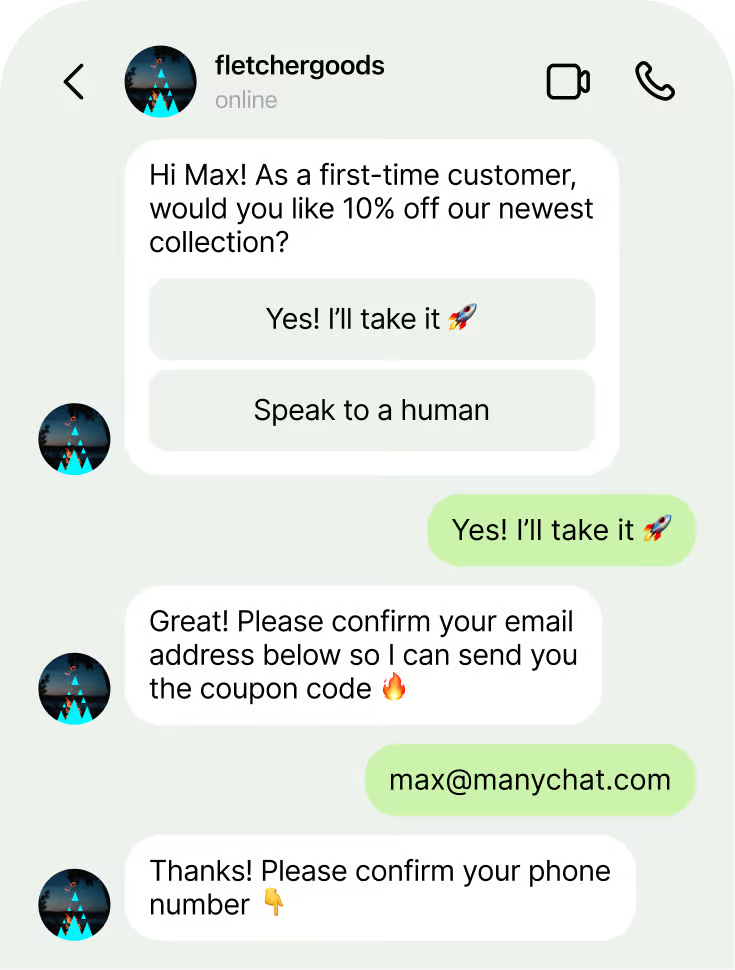 fletchergoods
online
Hi Max! As a first-time customer,
would you like 10% off our newest
collection?
Yes! I’ll take it 🚀
Speak to a human
Yes! I’ll take it 🚀
Great! Please confirm your email
address below so I can send you
the coupon code 🔥
max@manychat.com
Thanks! Please confirm your phone
number 👇